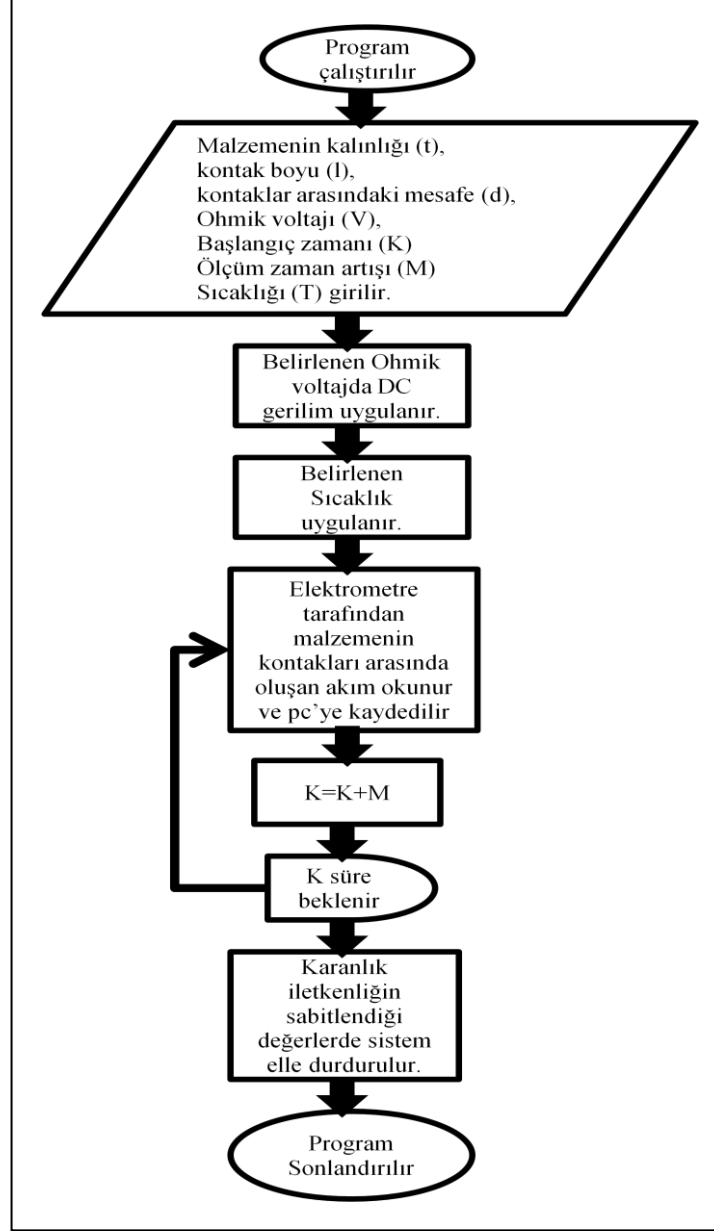 Program
çalıştırılır
Malzemenin kalınlığı (t),
kontak boyu (l),
kontaklar arasındaki mesafe (d),
Ohmik voltajı (V),
Başlangıç zamanı (K)
Ölçüm zaman artışı (M)
Sıcaklığı (T) girilir.
Belirlenen Ohmik
voltajda DC
gerilim uygulanır.
Belirlenen
Sıcaklık
uygulanır.
Elektrometre
tarafından
malzemenin
kontakları arasında
oluşan akım okunur
ve pc'ye kaydedilir
K=K+M
K süre
beklenir
Karanlık
iletkenliğin
sabitlendiği
değerlerde sistem
elle durdurulur.
Program
Sonlandırılır